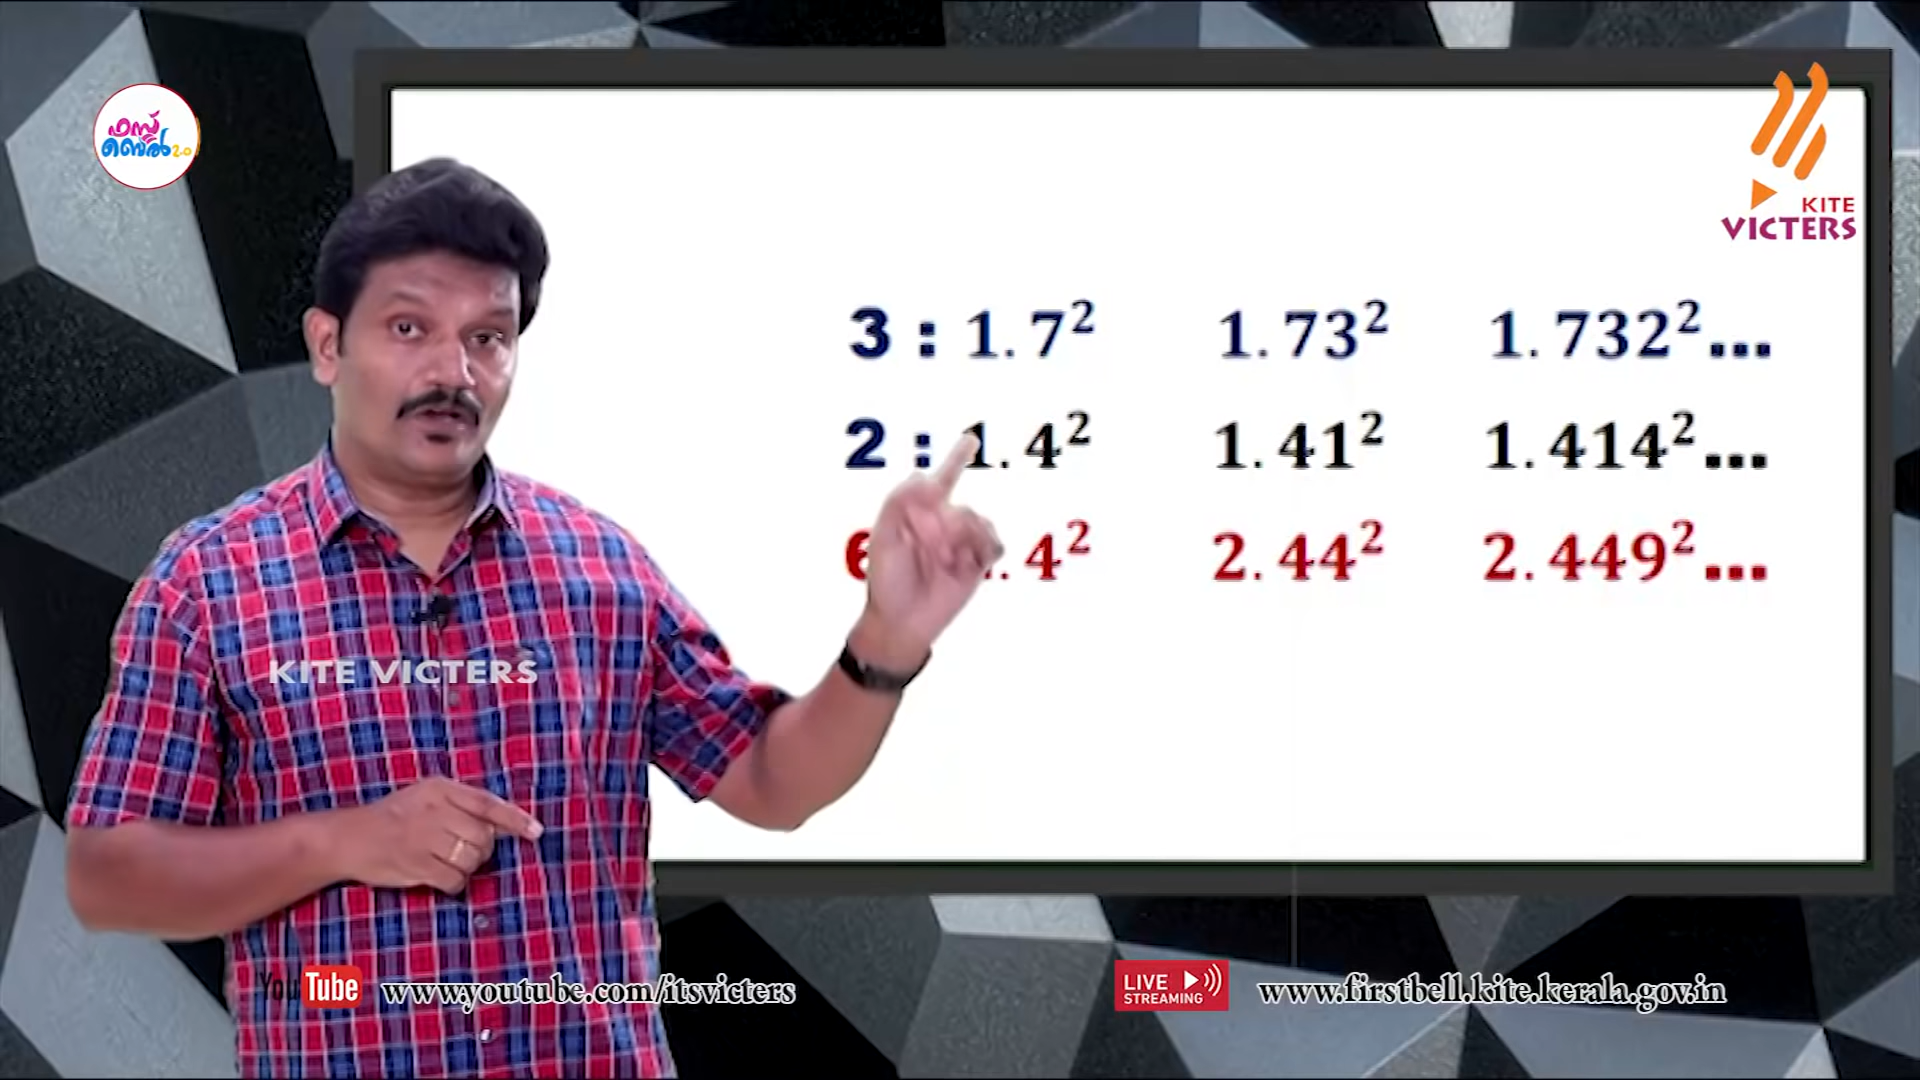 ഫസ്റ്റ്
ബെൽ 2.0
KITE
VICTERS
3 : 1.7² 1.73² 1.732² ...
2 : 1.4² 1.41² 1.414² ...
.4² 2.44² 2.449² ...
KITE VICTERS
YouTube www.youtube.com/itsvicters
LIVE STREAMING www.firstbell.kite.kerala.gov.in